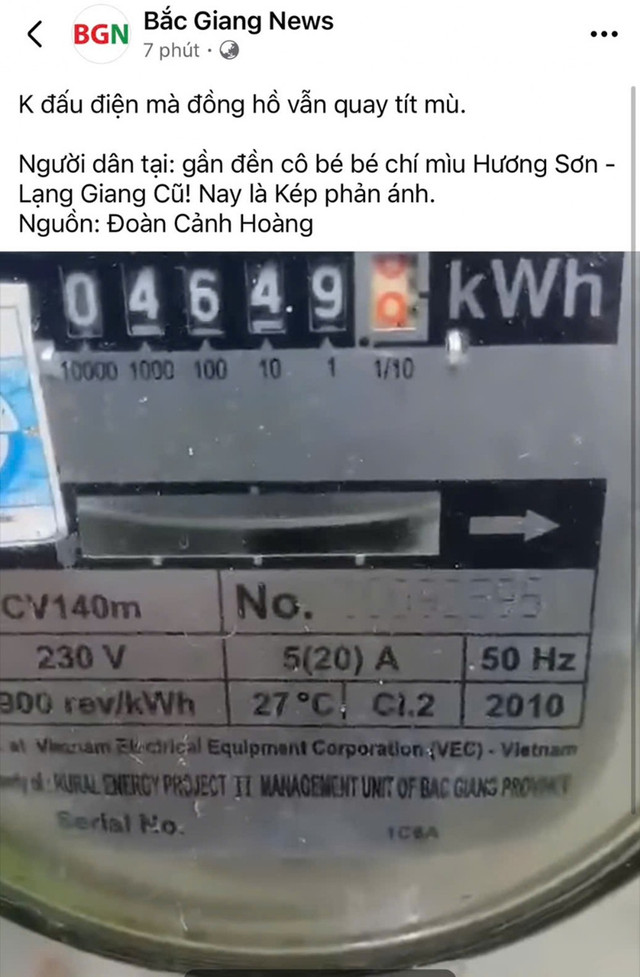 BGN
Bắc Giang News
7 phút ·
K đấu điện mà đồng hồ vẫn quay tít mù.
Người dân tại: gần đền cô bé bé chí mìu Hương Sơn -
Lạng Giang Cũ! Nay là Kép phản ánh.
Nguồn: Đoàn Cảnh Hoàng
0 4 6 4.9 kWh
10000 1000 100 10 1 1/10
CV140m No.
230 V 5(20) A 50 Hz
900 rev/kWh 27 °C Cl.2 2010
at Vietnam Electrical Equipment Corporation (VEC) - Vietnam
of : RURAL ENERGY PROJECT II MANAGEMENT UNIT OF BAC GIANG PROVINCE
Serial No.